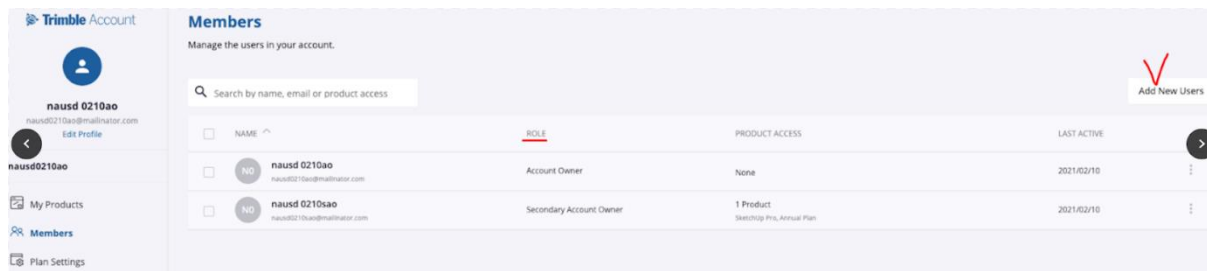 Trimble Account
nausd 0210ao
nausd0210ao@mailinator.com
Edit Profile
nausd0210ao
My Products
Members
Plan Settings
Members
Manage the users in your account.
Search by name, email or product access
Add New Users
NAME ROLE PRODUCT ACCESS LAST ACTIVE
N0 nausd 0210ao Account Owner None 2021/02/10
nausd0210ao@mailinator.com
N0 nausd 0210sao Secondary Account Owner 1 Product 2021/02/10
nausd0210sao@mailinator.com SketchUp Pro, Annual Plan